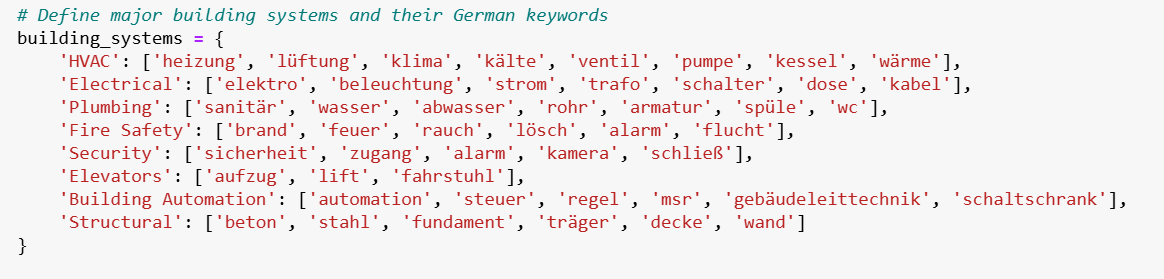 # Define major building systems and their German keywords
building_systems = {
    'HVAC': ['heizung', 'lüftung', 'klima', 'kälte', 'ventil', 'pumpe', 'kessel', 'wärme'],
    'Electrical': ['elektro', 'beleuchtung', 'strom', 'trafo', 'schalter', 'dose', 'kabel'],
    'Plumbing': ['sanitär', 'wasser', 'abwasser', 'rohr', 'armatur', 'spüle', 'wc'],
    'Fire Safety': ['brand', 'feuer', 'rauch', 'lösch', 'alarm', 'flucht'],
    'Security': ['sicherheit', 'zugang', 'alarm', 'kamera', 'schließ'],
    'Elevators': ['aufzug', 'lift', 'fahrstuhl'],
    'Building Automation': ['automation', 'steuer', 'regel', 'msr', 'gebäudeleittechnik', 'schaltschrank'],
    'Structural': ['beton', 'stahl', 'fundament', 'träger', 'decke', 'wand']
}